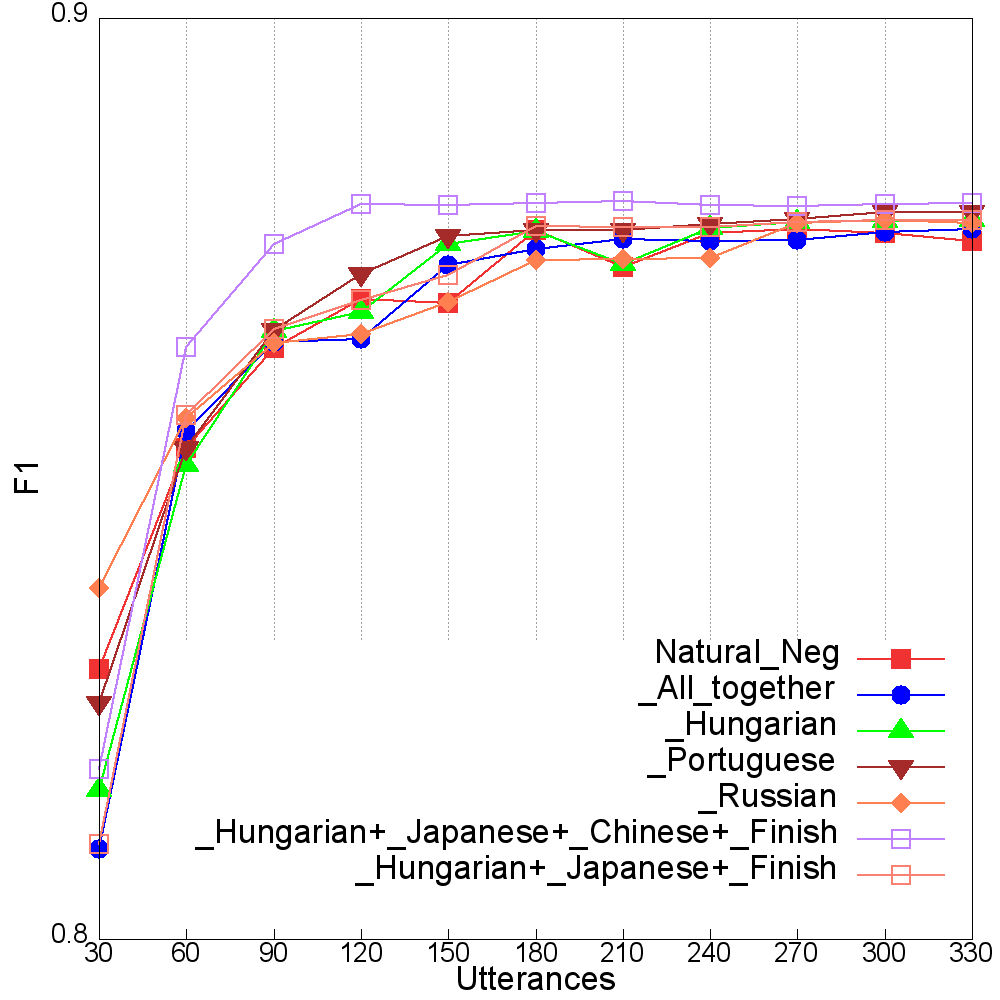 0.9
F1
Natural_Neg
_All_together
_Hungarian
_Portuguese
_Russian
_Hungarian+_Japanese+_Chinese+_Finish
_Hungarian+_Japanese+_Finish
0.8
30 60 90 120 150 180 210 240 270 300 330
Utterances